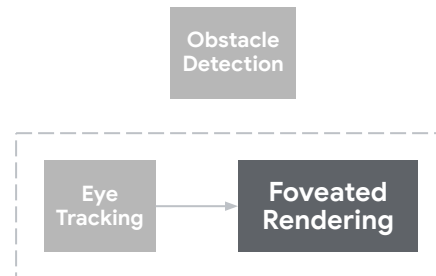 Obstacle
Detection
Eye
Tracking
Foveated
Rendering